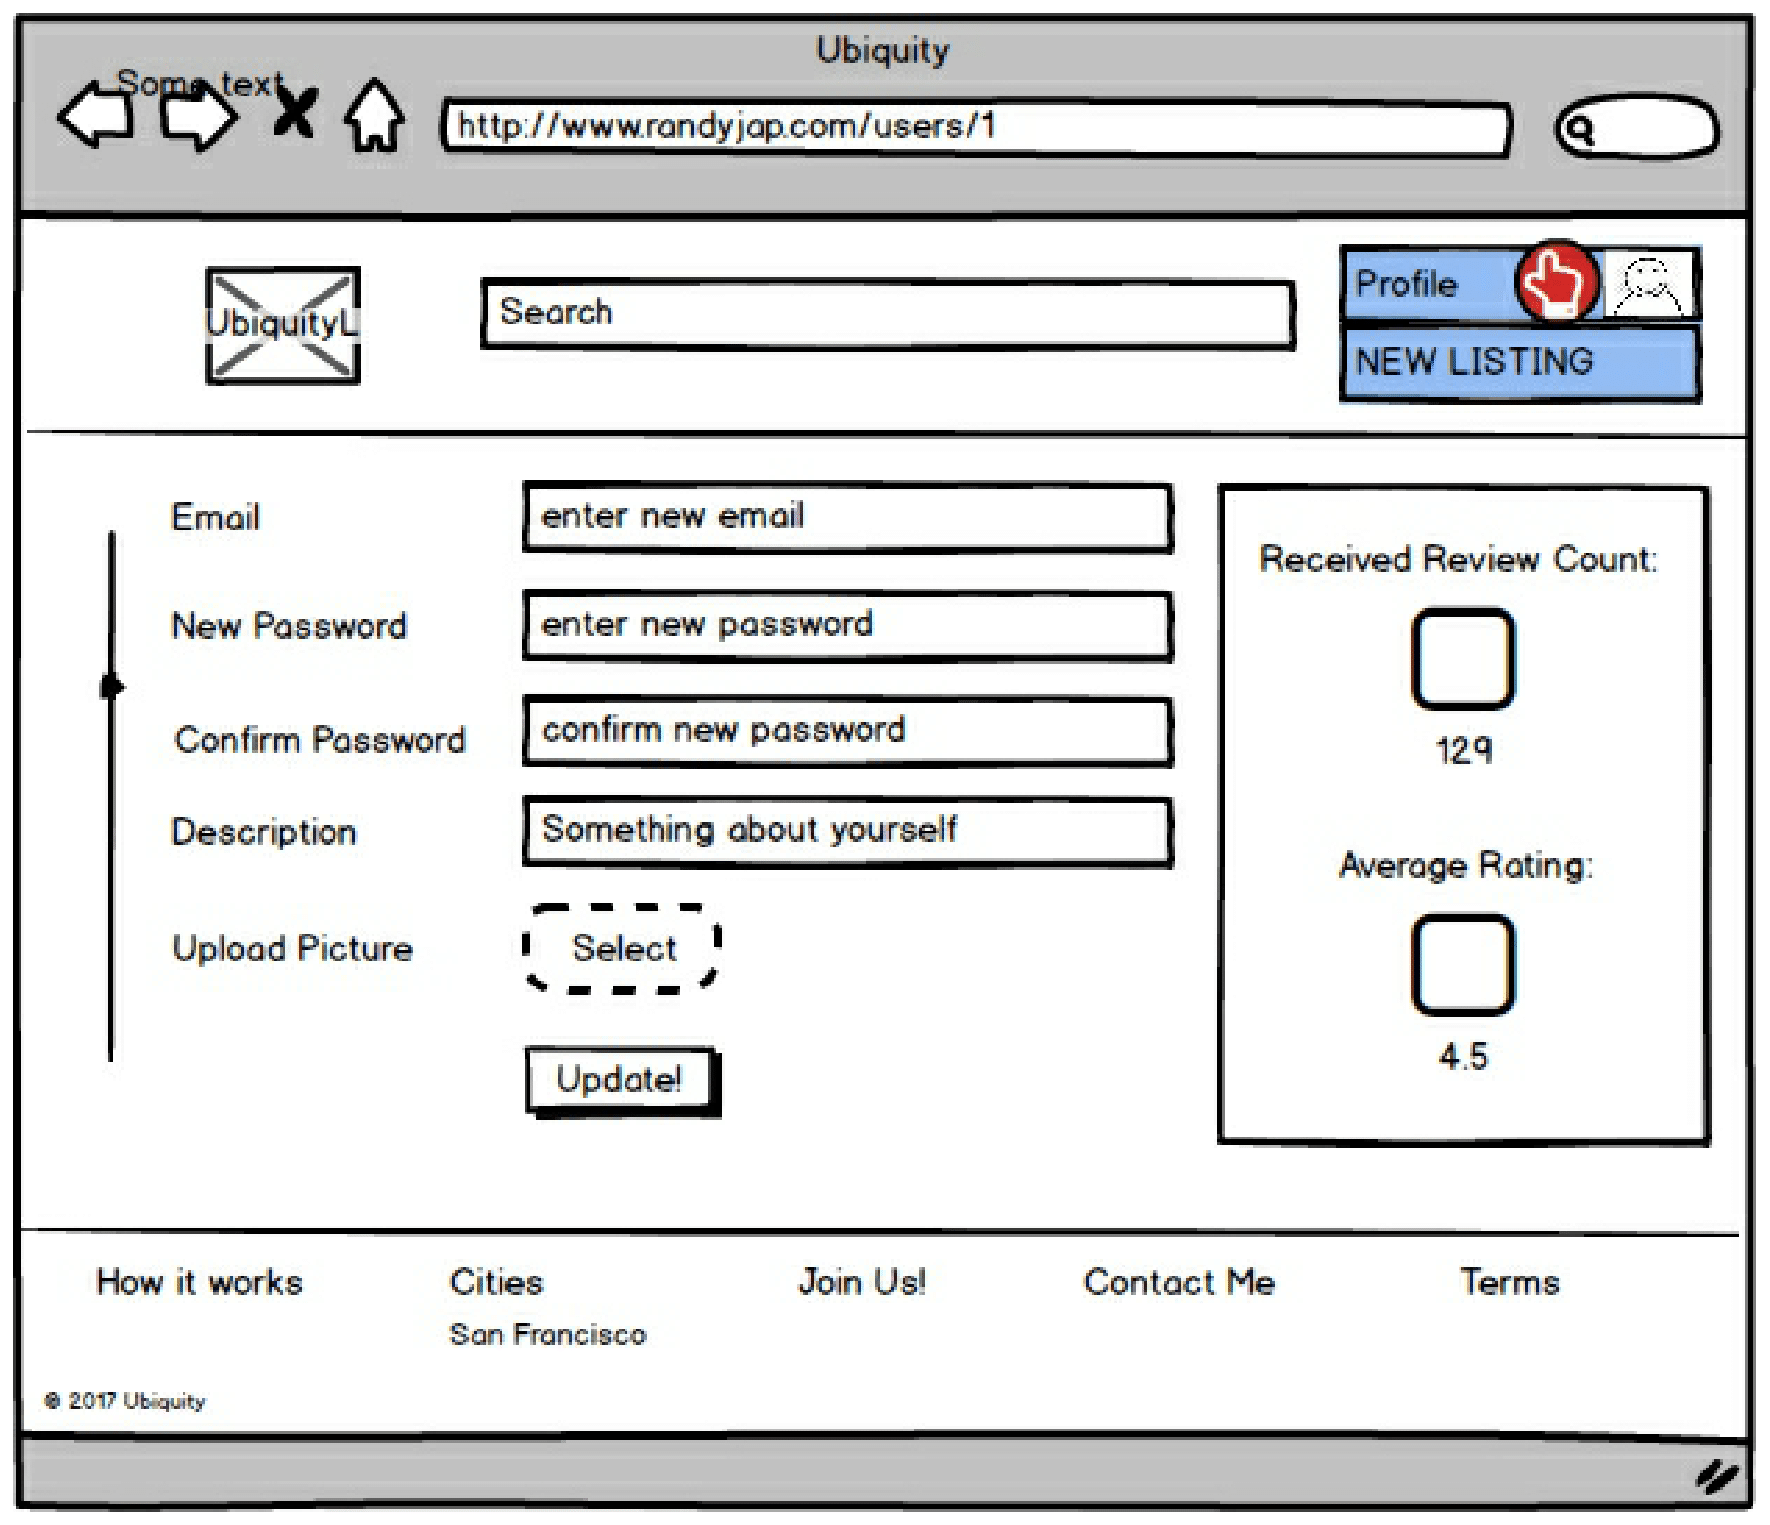 Ubiquity
Some text
http://www.randyjap.com/users/1
UbiquityL
Search
Profile
NEW LISTING
Email
enter new email
New Password
enter new password
Confirm Password
confirm new password
Description
Something about yourself
Upload Picture
Select
Update!
Received Review Count:
129
Average Rating:
4.5
How it works
Cities
Join Us!
Contact Me
Terms
San Francisco
© 2017 Ubiquity